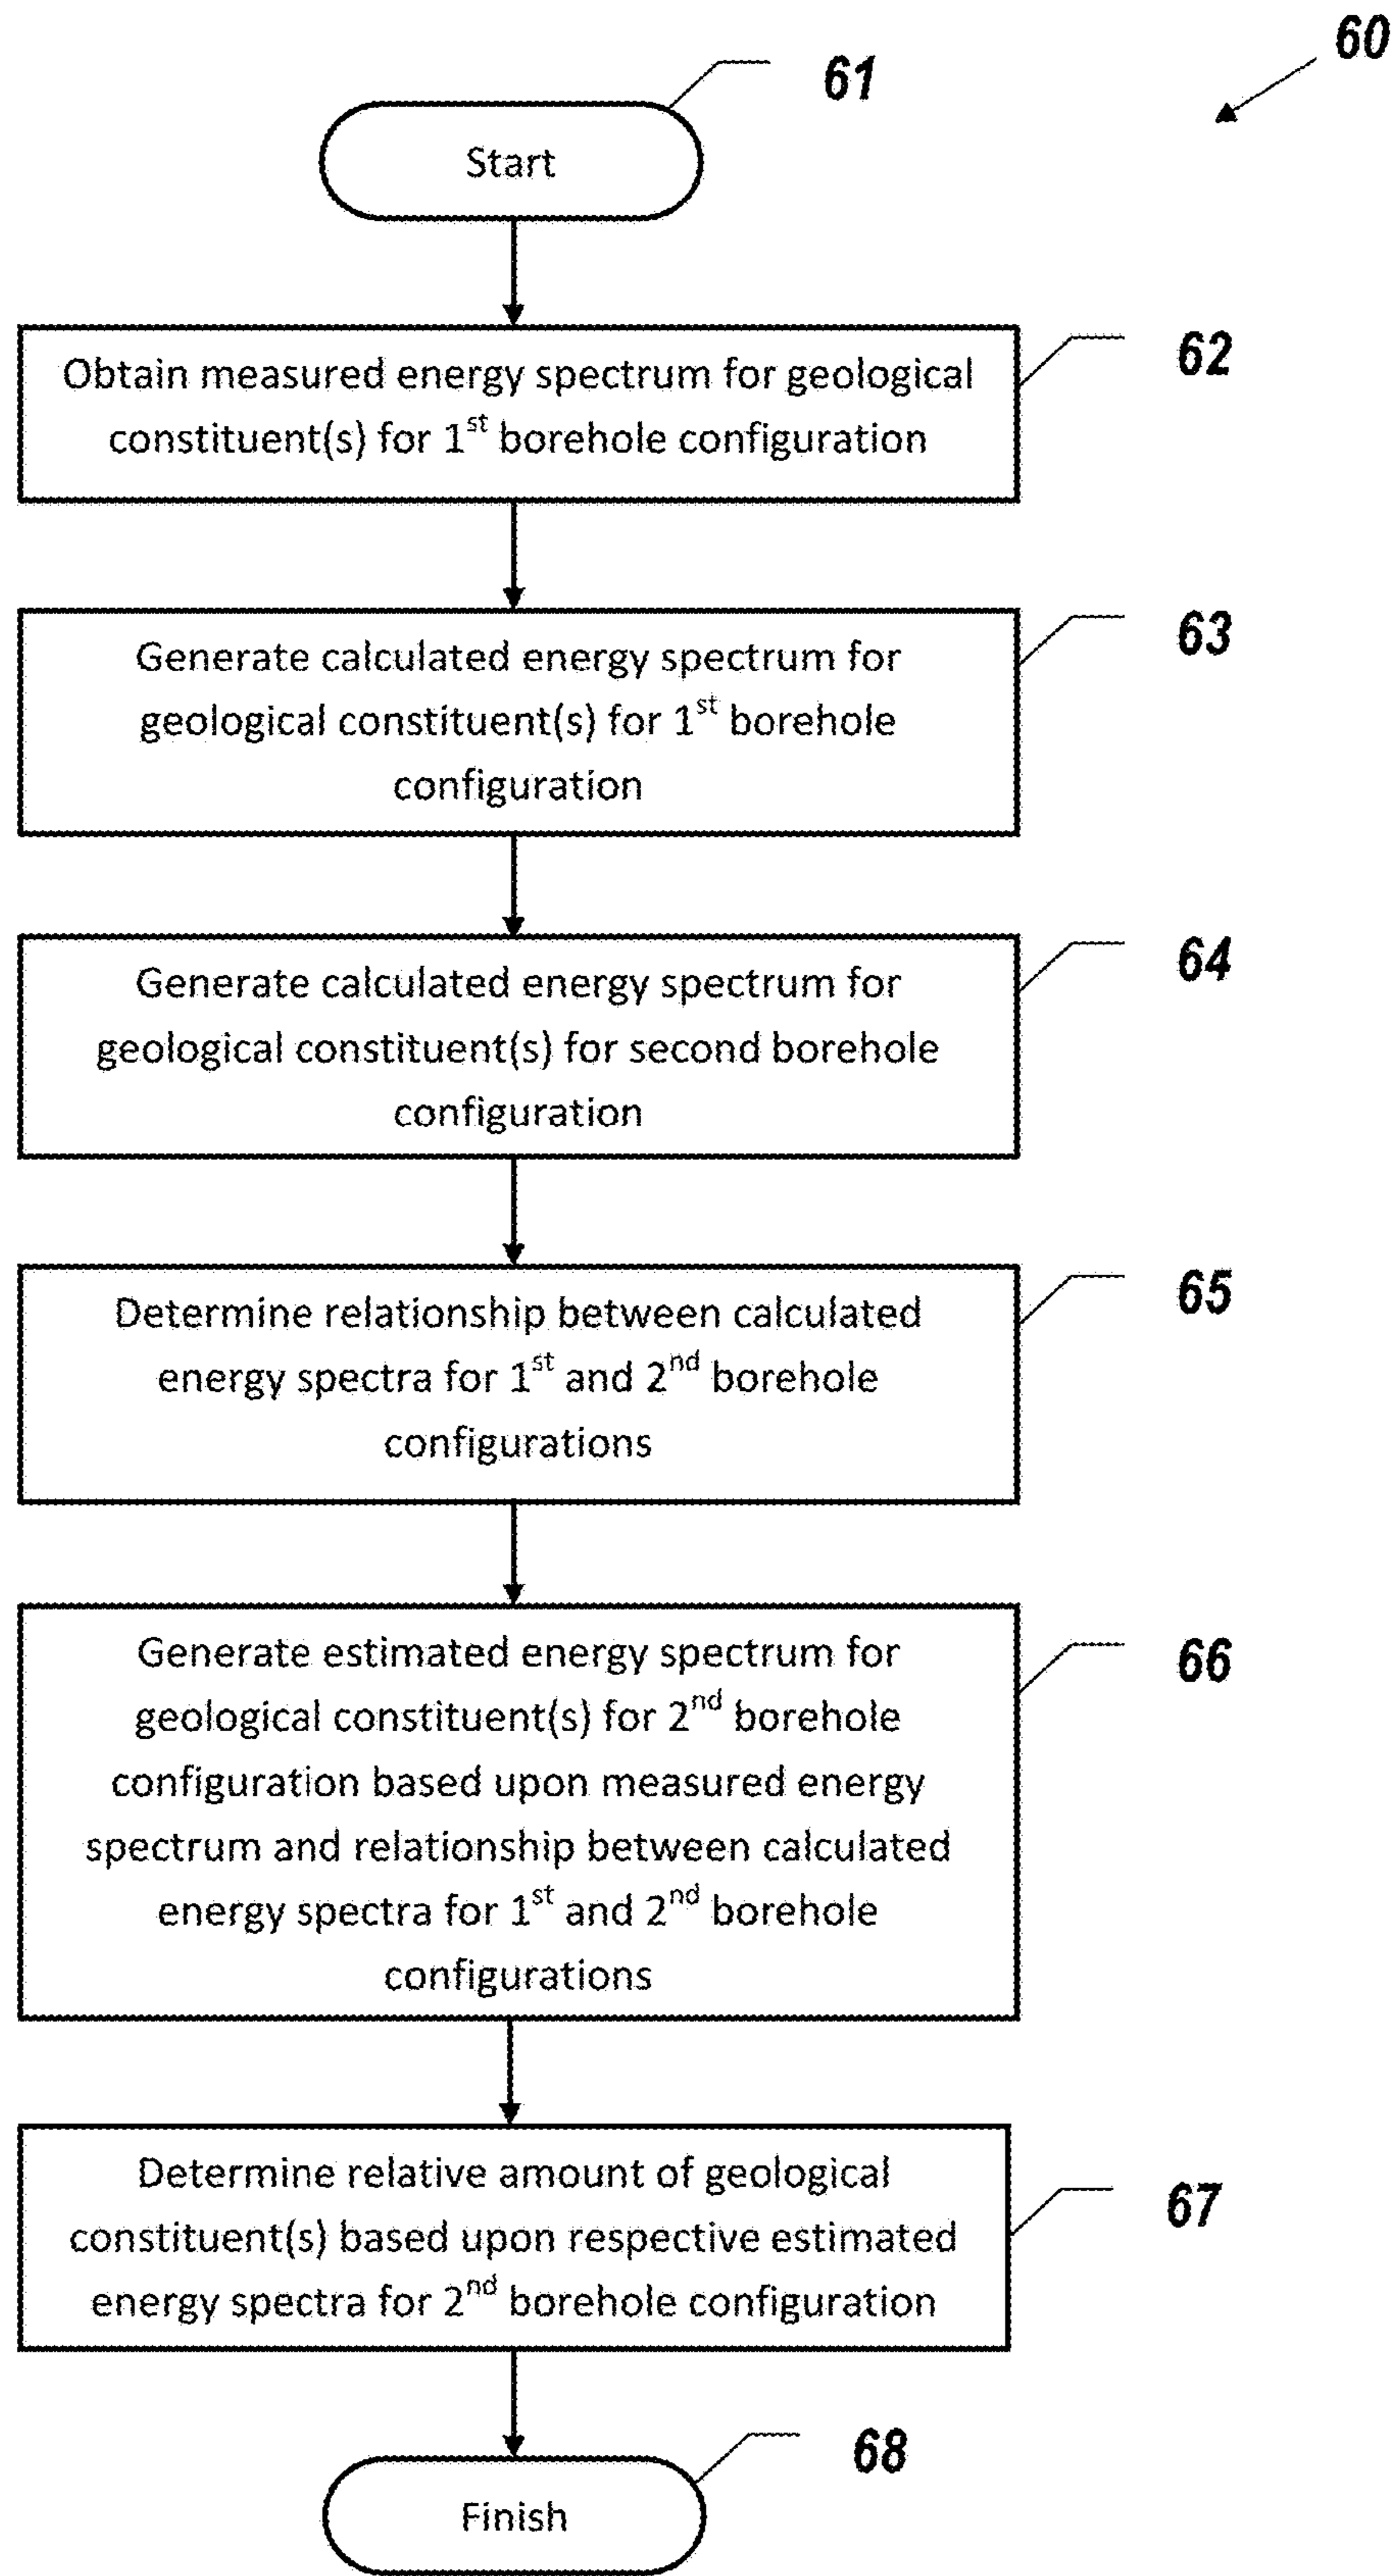 60
61
Start
62
Obtain measured energy spectrum for geological
constituent(s) for 1st borehole configuration
63
Generate calculated energy spectrum for
geological constituent(s) for 1st borehole
configuration
64
Generate calculated energy spectrum for
geological constituent(s) for second borehole
configuration
65
Determine relationship between calculated
energy spectra for 1st and 2nd borehole
configurations
66
Generate estimated energy spectrum for
geological constituent(s) for 2nd borehole
configuration based upon measured energy
spectrum and relationship between calculated
energy spectra for 1st and 2nd borehole
configurations
67
Determine relative amount of geological
constituent(s) based upon respective estimated
energy spectra for 2nd borehole configuration
68
Finish